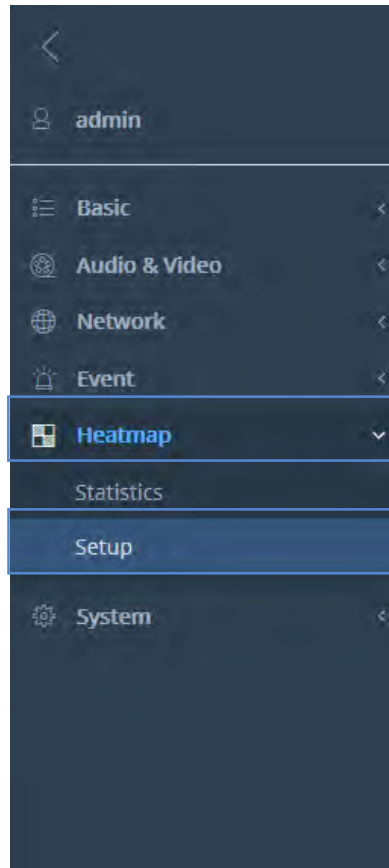 admin
Basic
Audio & Video
Network
Event
Heatmap
Statistics
Setup
System